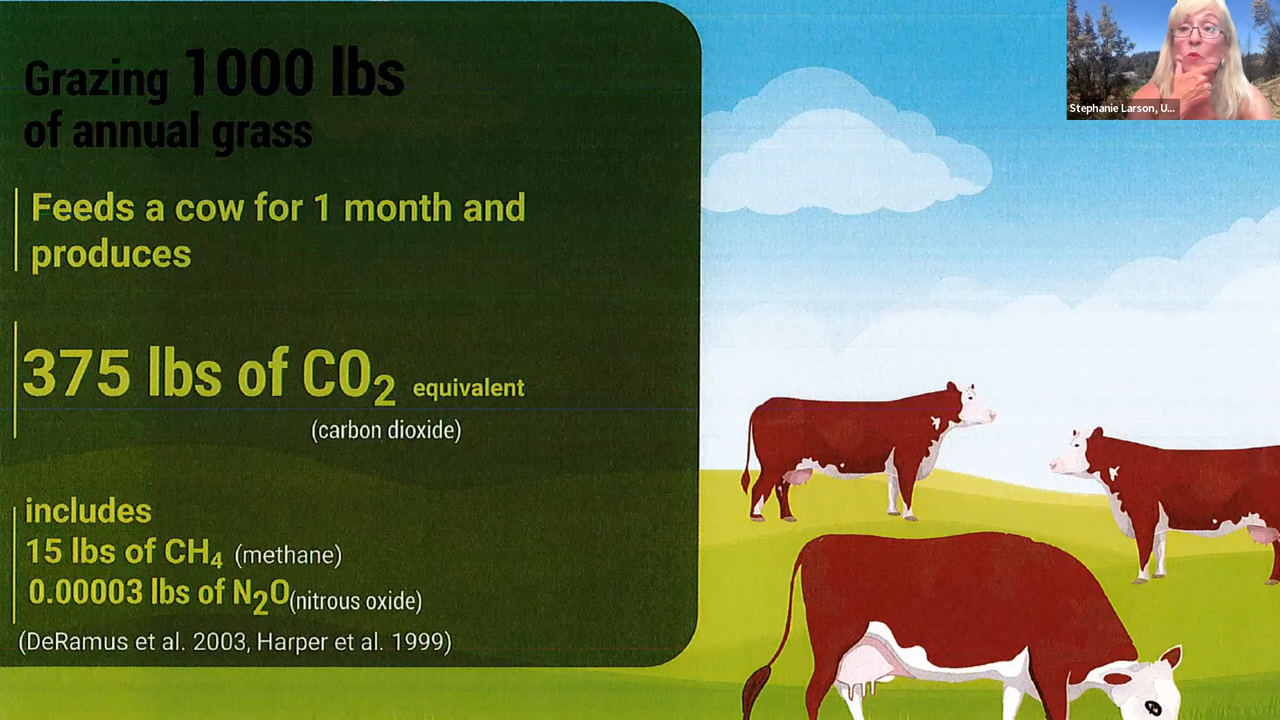 Grazing 1000 lbs
of annual grass
Feeds a cow for 1 month and
produces
375 lbs of CO₂ equivalent
(carbon dioxide)
includes
15 lbs of CH₄ (methane)
0.00003 lbs of N₂O(nitrous oxide)
(DeRamus et al. 2003, Harper et al. 1999)
Stephanie Larson, U...